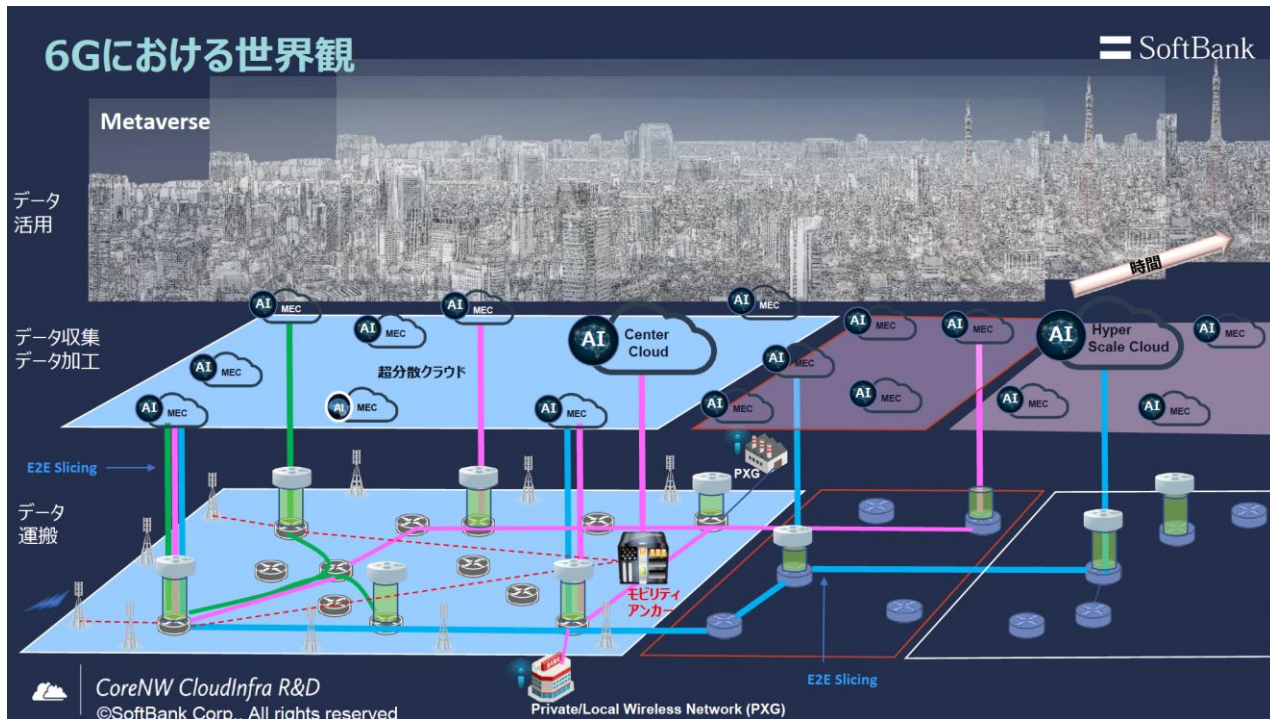 6Gにおける世界観
SoftBank
Metaverse
データ
活用
時間
AI MEC
AI MEC
AI MEC
AI MEC
AI MEC
AI MEC
AI Center
Cloud
AI Hyper
Scale Cloud
AI MEC
データ収集
データ加工
AI MEC
AI MEC
超分散クラウド
AI MEC
AI MEC
AI MEC
AI MEC
AI MEC
AI MEC
AI MEC
E2E Slicing
PXG
データ
運搬
モビリティ
アンカー
E2E Slicing
CoreNW CloudInfra R&D
©SoftBank Corp., All rights reserved
Private/Local Wireless Network (PXG)